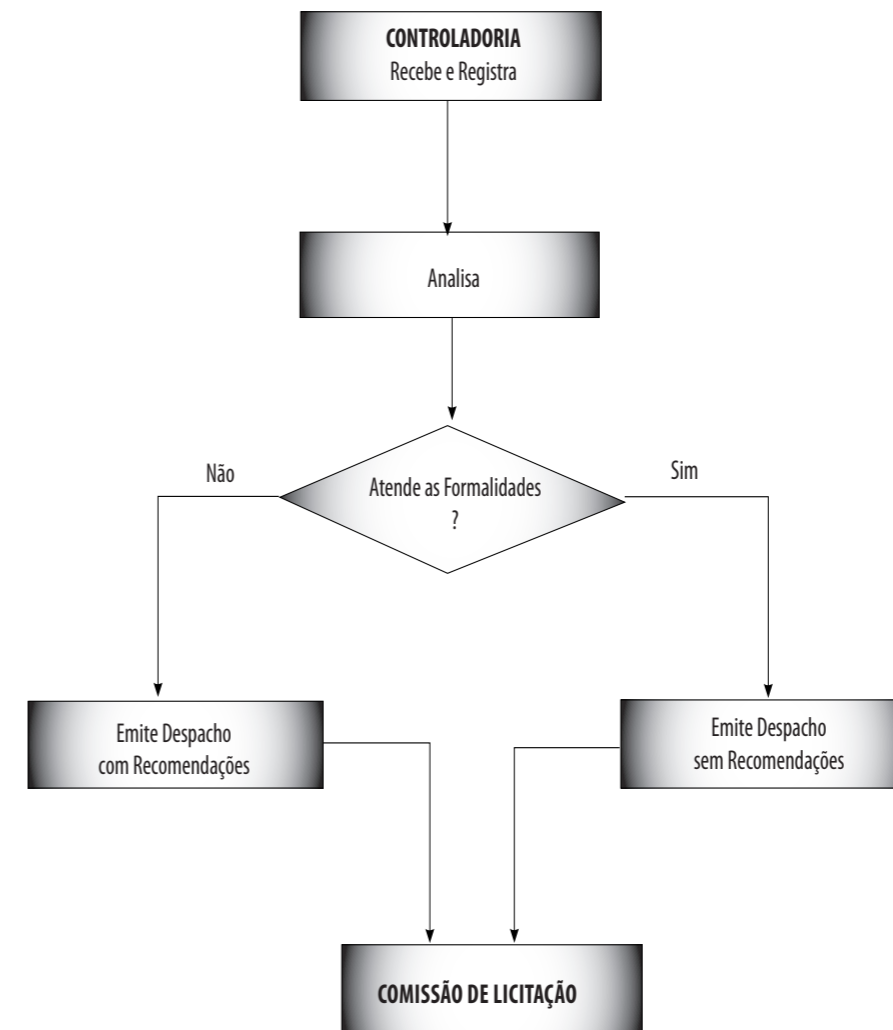 CONTROLADORIA
Recebe e Registra
Analisa
Atende as Formalidades
?
Não
Sim
Emite Despacho
com Recomendações
Emite Despacho
sem Recomendações
COMISSÃO DE LICITAÇÃO